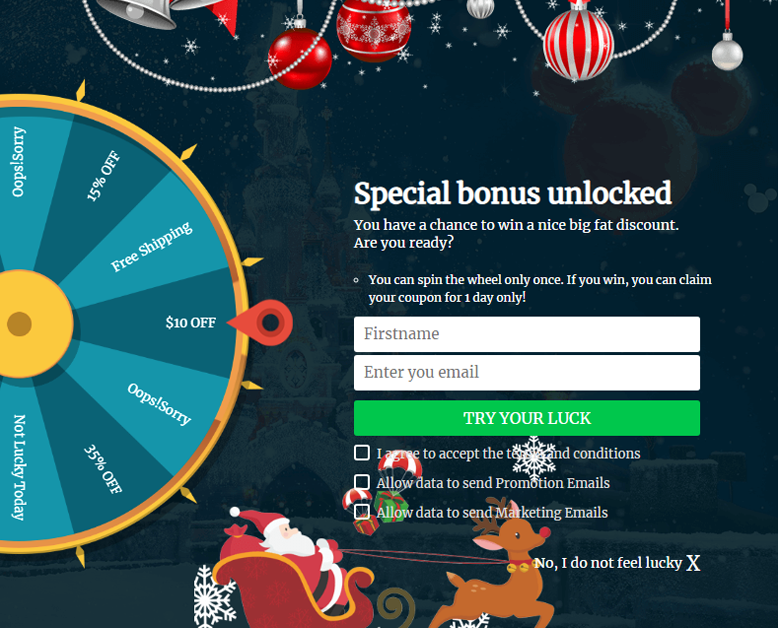 Oops!Sorry
15% OFF
Free Shipping
$10 OFF
Oops!Sorry
35% OFF
Not Lucky Today
Special bonus unlocked
You have a chance to win a nice big fat discount.
Are you ready?
You can spin the wheel only once. If you win, you can claim
your coupon for 1 day only!
Firstname
Enter you email
TRY YOUR LUCK
I agree to accept the terms and conditions
Allow data to send Promotion Emails
Allow data to send Marketing Emails
No, I do not feel lucky X